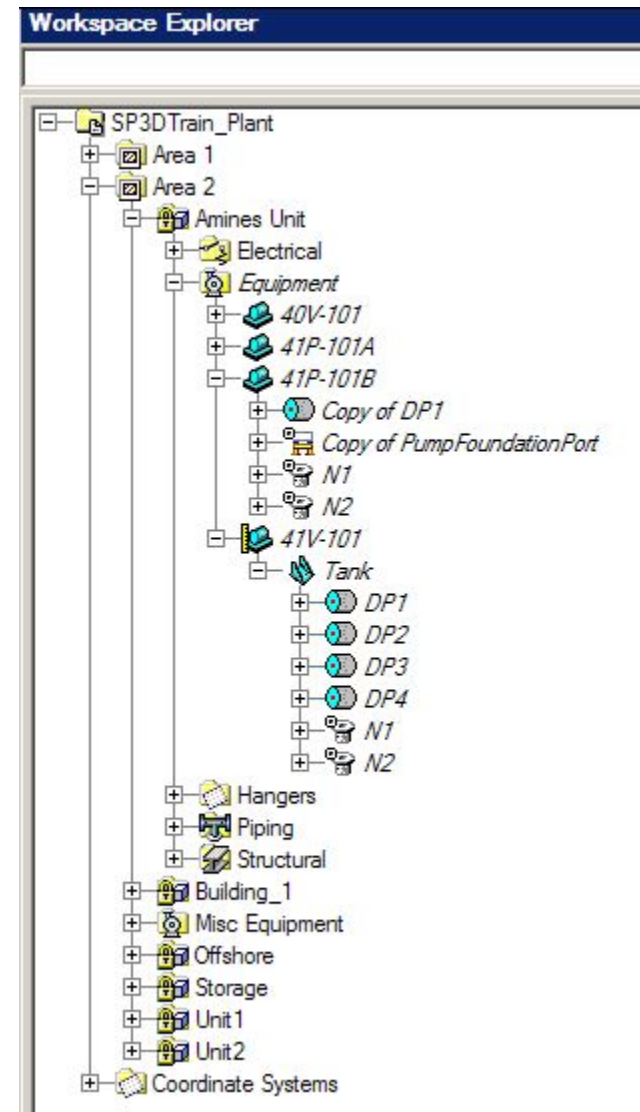 Workspace Explorer
SP3DTrain_Plant
Area 1
Area 2
Amines Unit
Electrical
Equipment
40V-101
41P-101A
41P-101B
Copy of DP1
Copy of PumpFoundationPort
N1
N2
41V-101
Tank
DP1
DP2
DP3
DP4
N1
N2
Hangers
Piping
Structural
Building_1
Misc Equipment
Offshore
Storage
Unit1
Unit2
Coordinate Systems